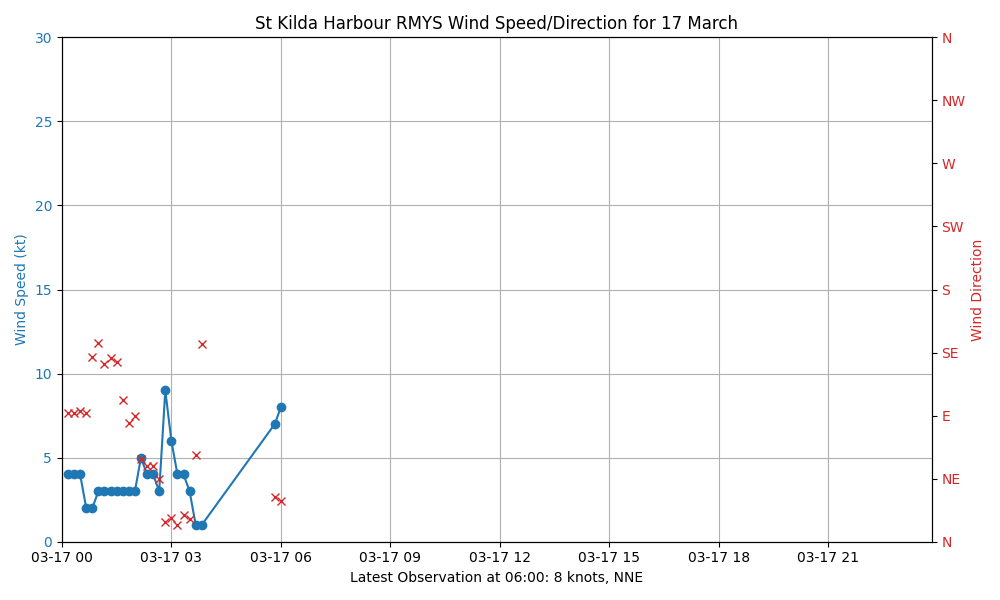 St Kilda Harbour RMYS Wind Speed/Direction for 17 March
30
25
20
15
10
5
0
Wind Speed (kt)
N
NW
W
SW
S
SE
E
NE
N
Wind Direction
03-17 00
03-17 03
03-17 06
03-17 09
03-17 12
03-17 15
03-17 18
03-17 21
Latest Observation at 06:00: 8 knots, NNE